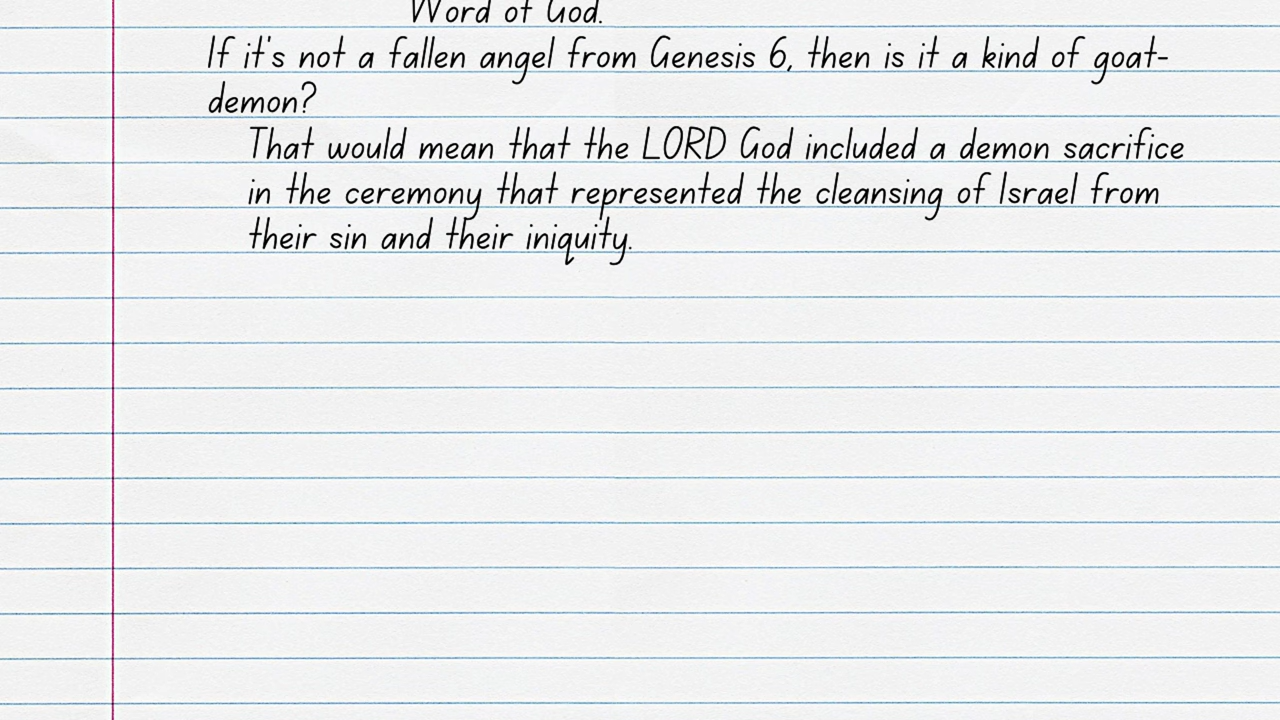 Word of God.
If it's not a fallen angel from Genesis 6, then is it a kind of goat-
demon?
That would mean that the LORD God included a demon sacrifice
in the ceremony that represented the cleansing of Israel from
their sin and their iniquity.